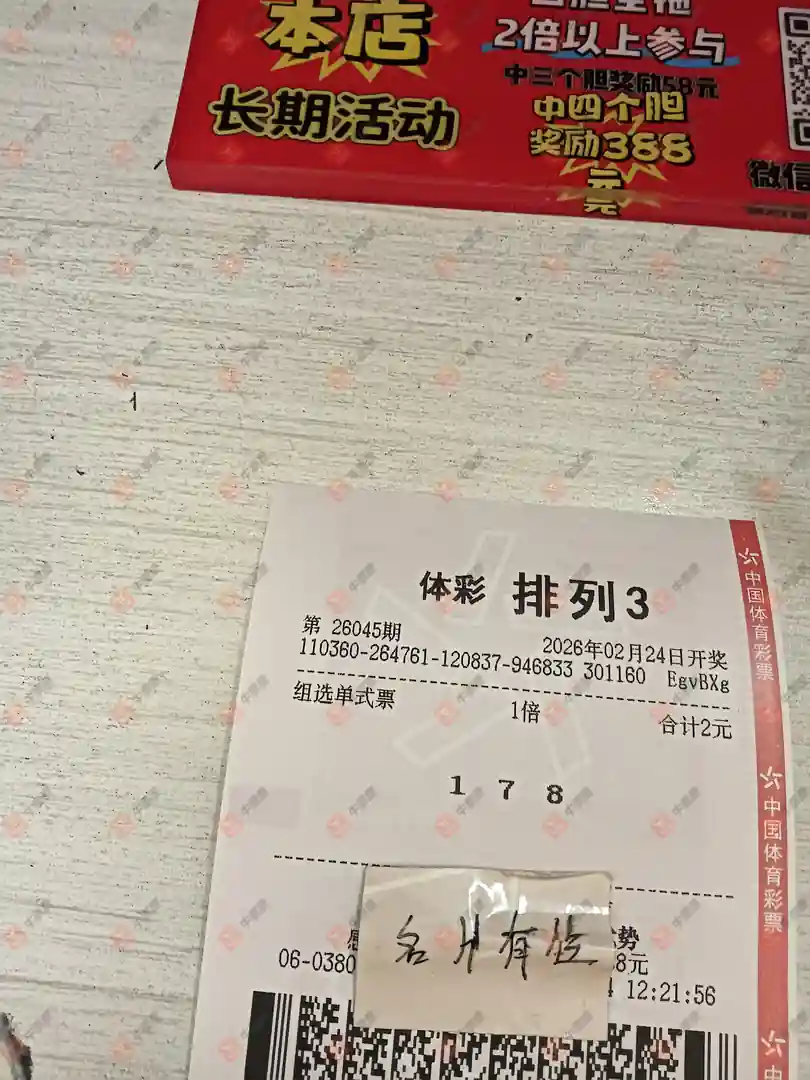 本店
长期活动
2倍以上参与
中三个胆奖励58元
中四个胆
奖励388
元
微信
体彩 排列3
第 26045期
2026年02月24日开奖
110360-264761-120837-946833 301160 EgvBXg
组选单式票
1倍
合计2元
1 7 8
名片有进
势
06-0380
8元
12:21:56
中国体育彩票
中国体育彩票
中